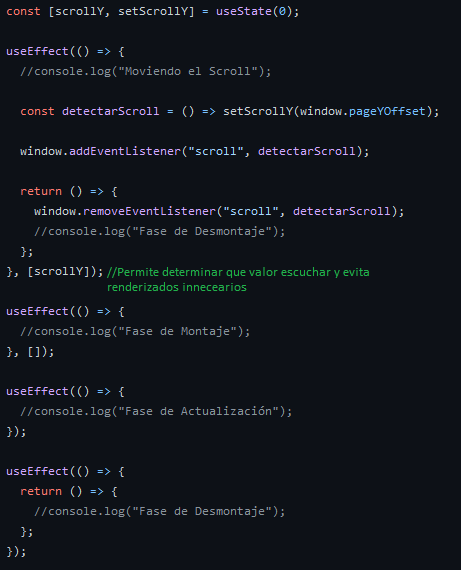 const [scrollY, setScrollY] = useState(0);
useEffect(() => {
//console.log("Moviendo el Scroll");
const detectarScroll = () => setScrollY(window.pageYOffset);
window.addEventListener("scroll", detectarScroll);
return () => {
window.removeEventListener("scroll", detectarScroll);
//console.log("Fase de Desmontaje");
};
}, [scrollY]); //Permite determinar que valor escuchar y evita
renderizados innecearios
useEffect(() => {
//console.log("Fase de Montaje");
}, []);
useEffect(() => {
//console.log("Fase de Actualización");
});
useEffect(() => {
return () => {
//console.log("Fase de Desmontaje");
};
});